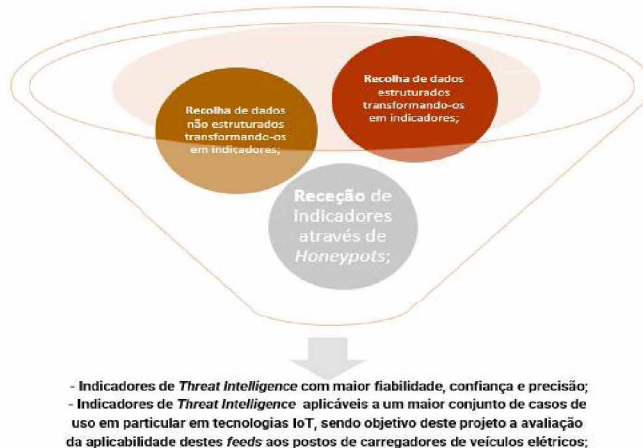 Recolha de dados
não estruturados
transformando-os
em indicadores;
Recolha de dados
estruturados
transformando-os
em indicadores;
Receção de
indicadores
através de
Honeypots;
- Indicadores de Threat Intelligence com maior fiabilidade, confiança e precisão;
- Indicadores de Threat Intelligence aplicáveis a um maior conjunto de casos de
uso em particular em tecnologias IoT, sendo objetivo deste projeto a avaliação
da aplicabilidade destes feeds aos postos de carregadores de veículos elétricos;